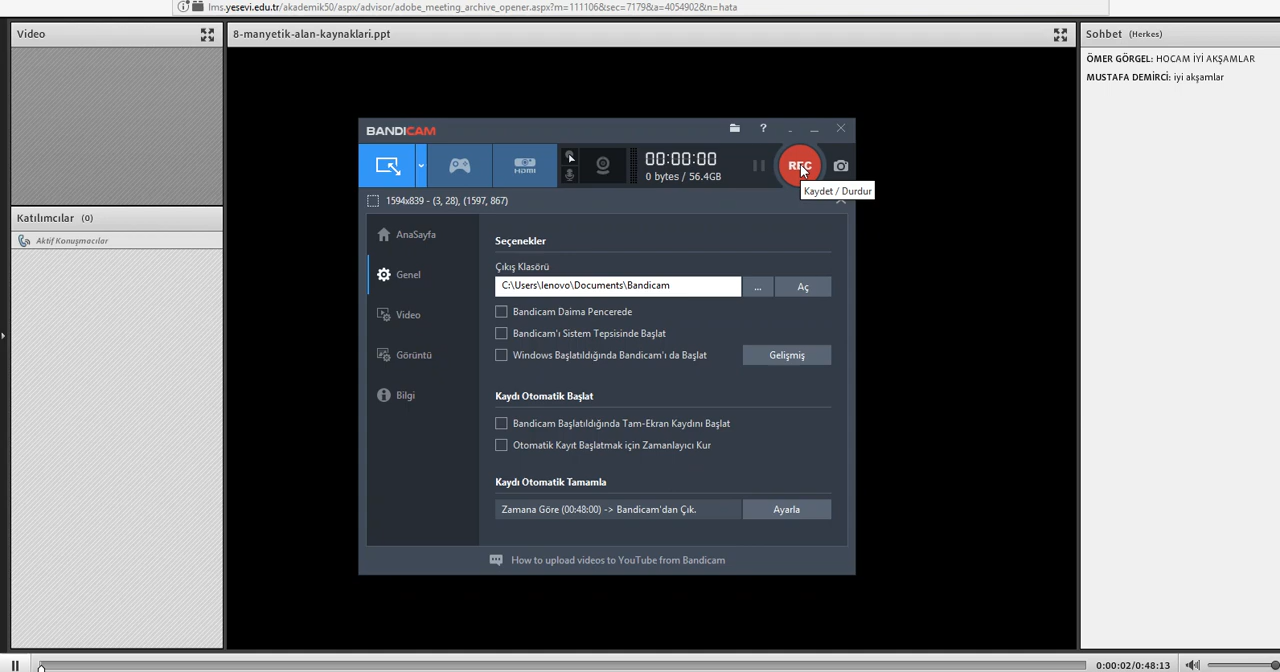 lms.yesevi.edu.tr/akademik50/aspx/advisor/adobe_meeting_archive_opener.aspx?m=111106&sec=7179&a=4054902&n=hata
Video
8-manyetik-alan-kaynaklari.ppt
Sohbet (Herkes)
ÖMER GÖRGEL: HOCAM İYİ AKŞAMLAR
MUSTAFA DEMİRCİ: iyi akşamlar
BANDICAM
?
HDMI
00:00:00
0 bytes / 56.4GB
REC
Kaydet / Durdur
1594x839 - (3, 28), (1597, 867)
Katılımcılar (0)
Aktif Konuşmacılar
AnaSayfa
Genel
Video
Görüntü
Bilgi
Seçenekler
Çıkış Klasörü
C:\Users\lenovo\Documents\Bandicam
...
Aç
Bandicam Daima Pencerede
Bandicam'ı Sistem Tepsisinde Başlat
Windows Başlatıldığında Bandicam'ı da Başlat
Gelişmiş
Kaydı Otomatik Başlat
Bandicam Başlatıldığında Tam-Ekran Kaydını Başlat
Otomatik Kayıt Başlatmak için Zamanlayıcı Kur
Kaydı Otomatik Tamamla
Zamana Göre (00:48:00) -> Bandicam'dan Çık.
Ayarla
How to upload videos to YouTube from Bandicam
0:00:02/0:48:13